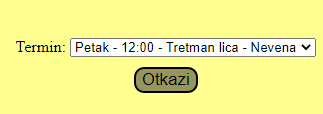 Termin: Petak - 12:00 - Tretman lica - Nevena
Otkazi